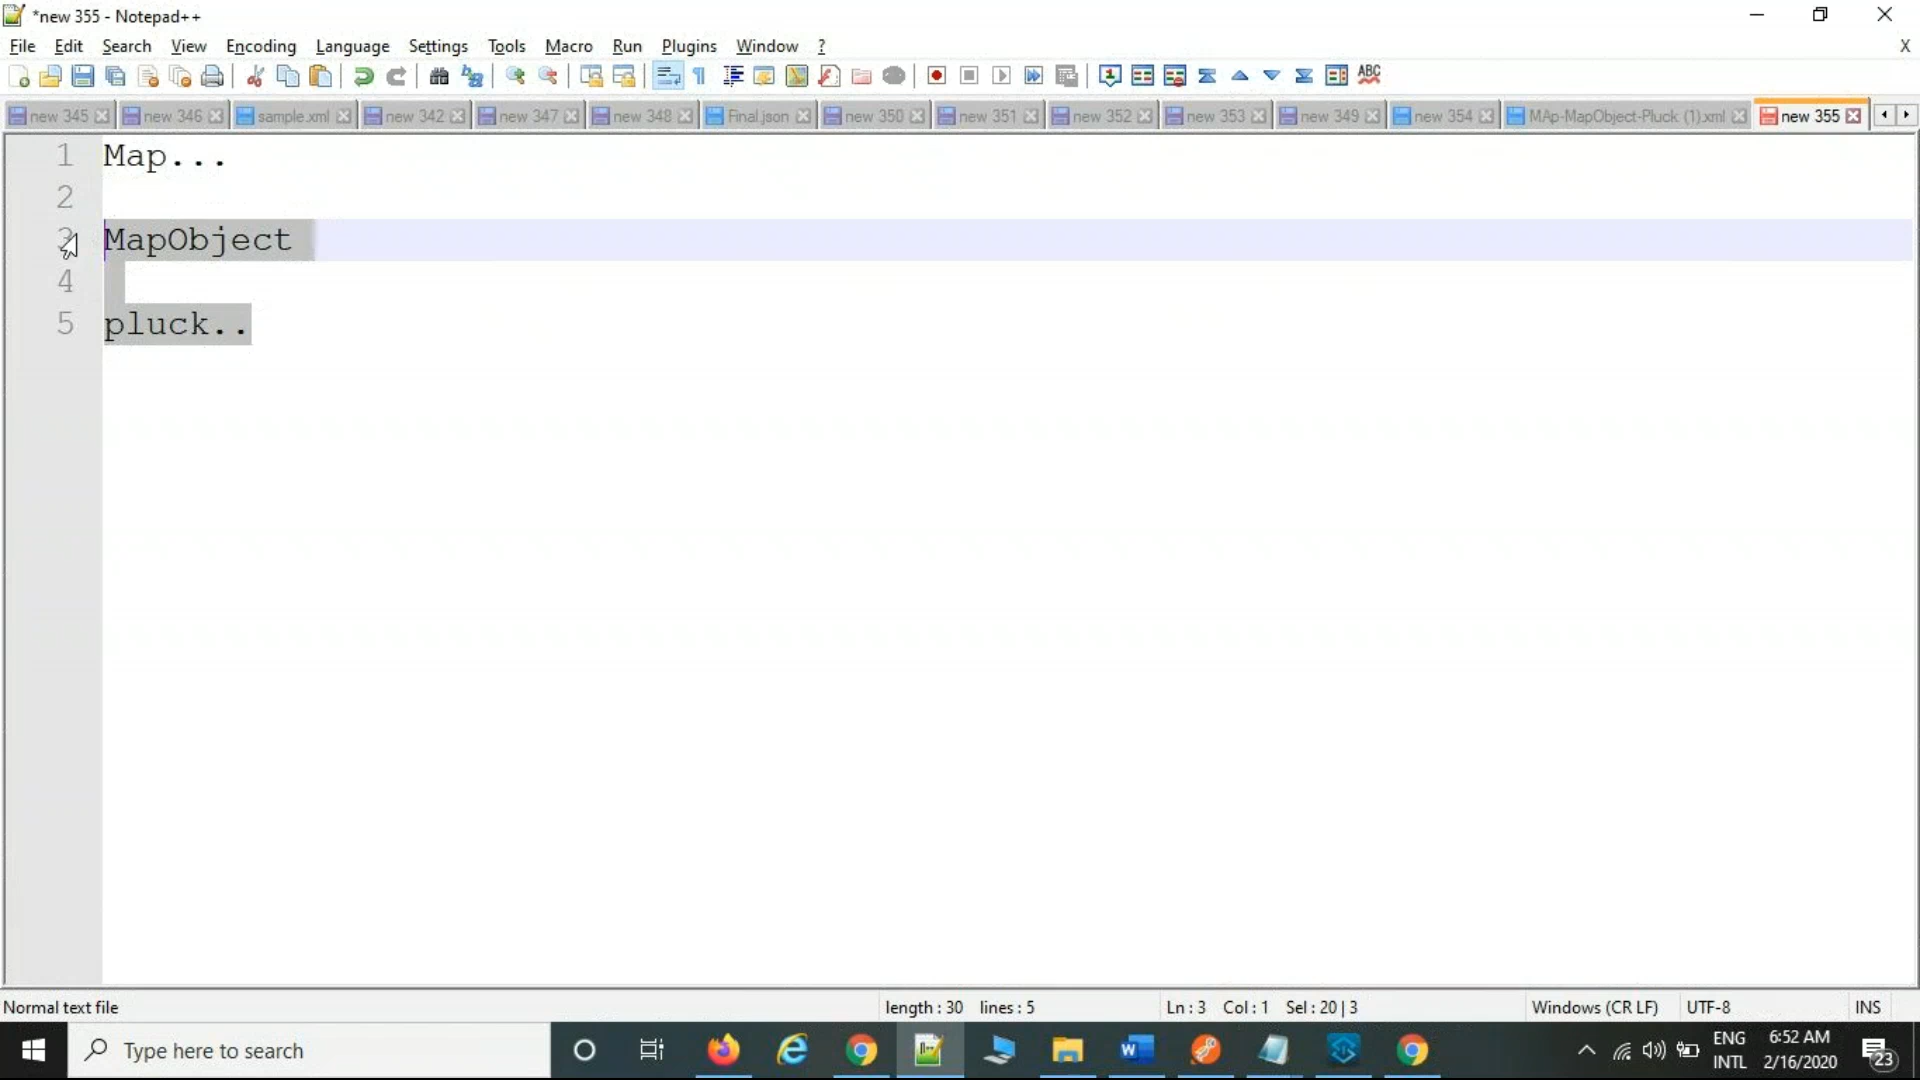 *new 355 - Notepad++
File Edit Search View Encoding Language Settings Tools Macro Run Plugins Window ?
X
ABC
new 345 new 346 sample.xml new 342 new 347 new 348 Final.json new 350 new 351 new 352 new 353 new 349 new 354 MAp-MapObject-Pluck (1).xml new 355
1 Map...
2
3 MapObject
4
5 pluck..
Normal text file length : 30 lines : 5 Ln : 3 Col : 1 Sel : 20 | 3 Windows (CR LF) UTF-8 INS
Type here to search
ENG
INTL
6:52 AM
2/16/2020
23